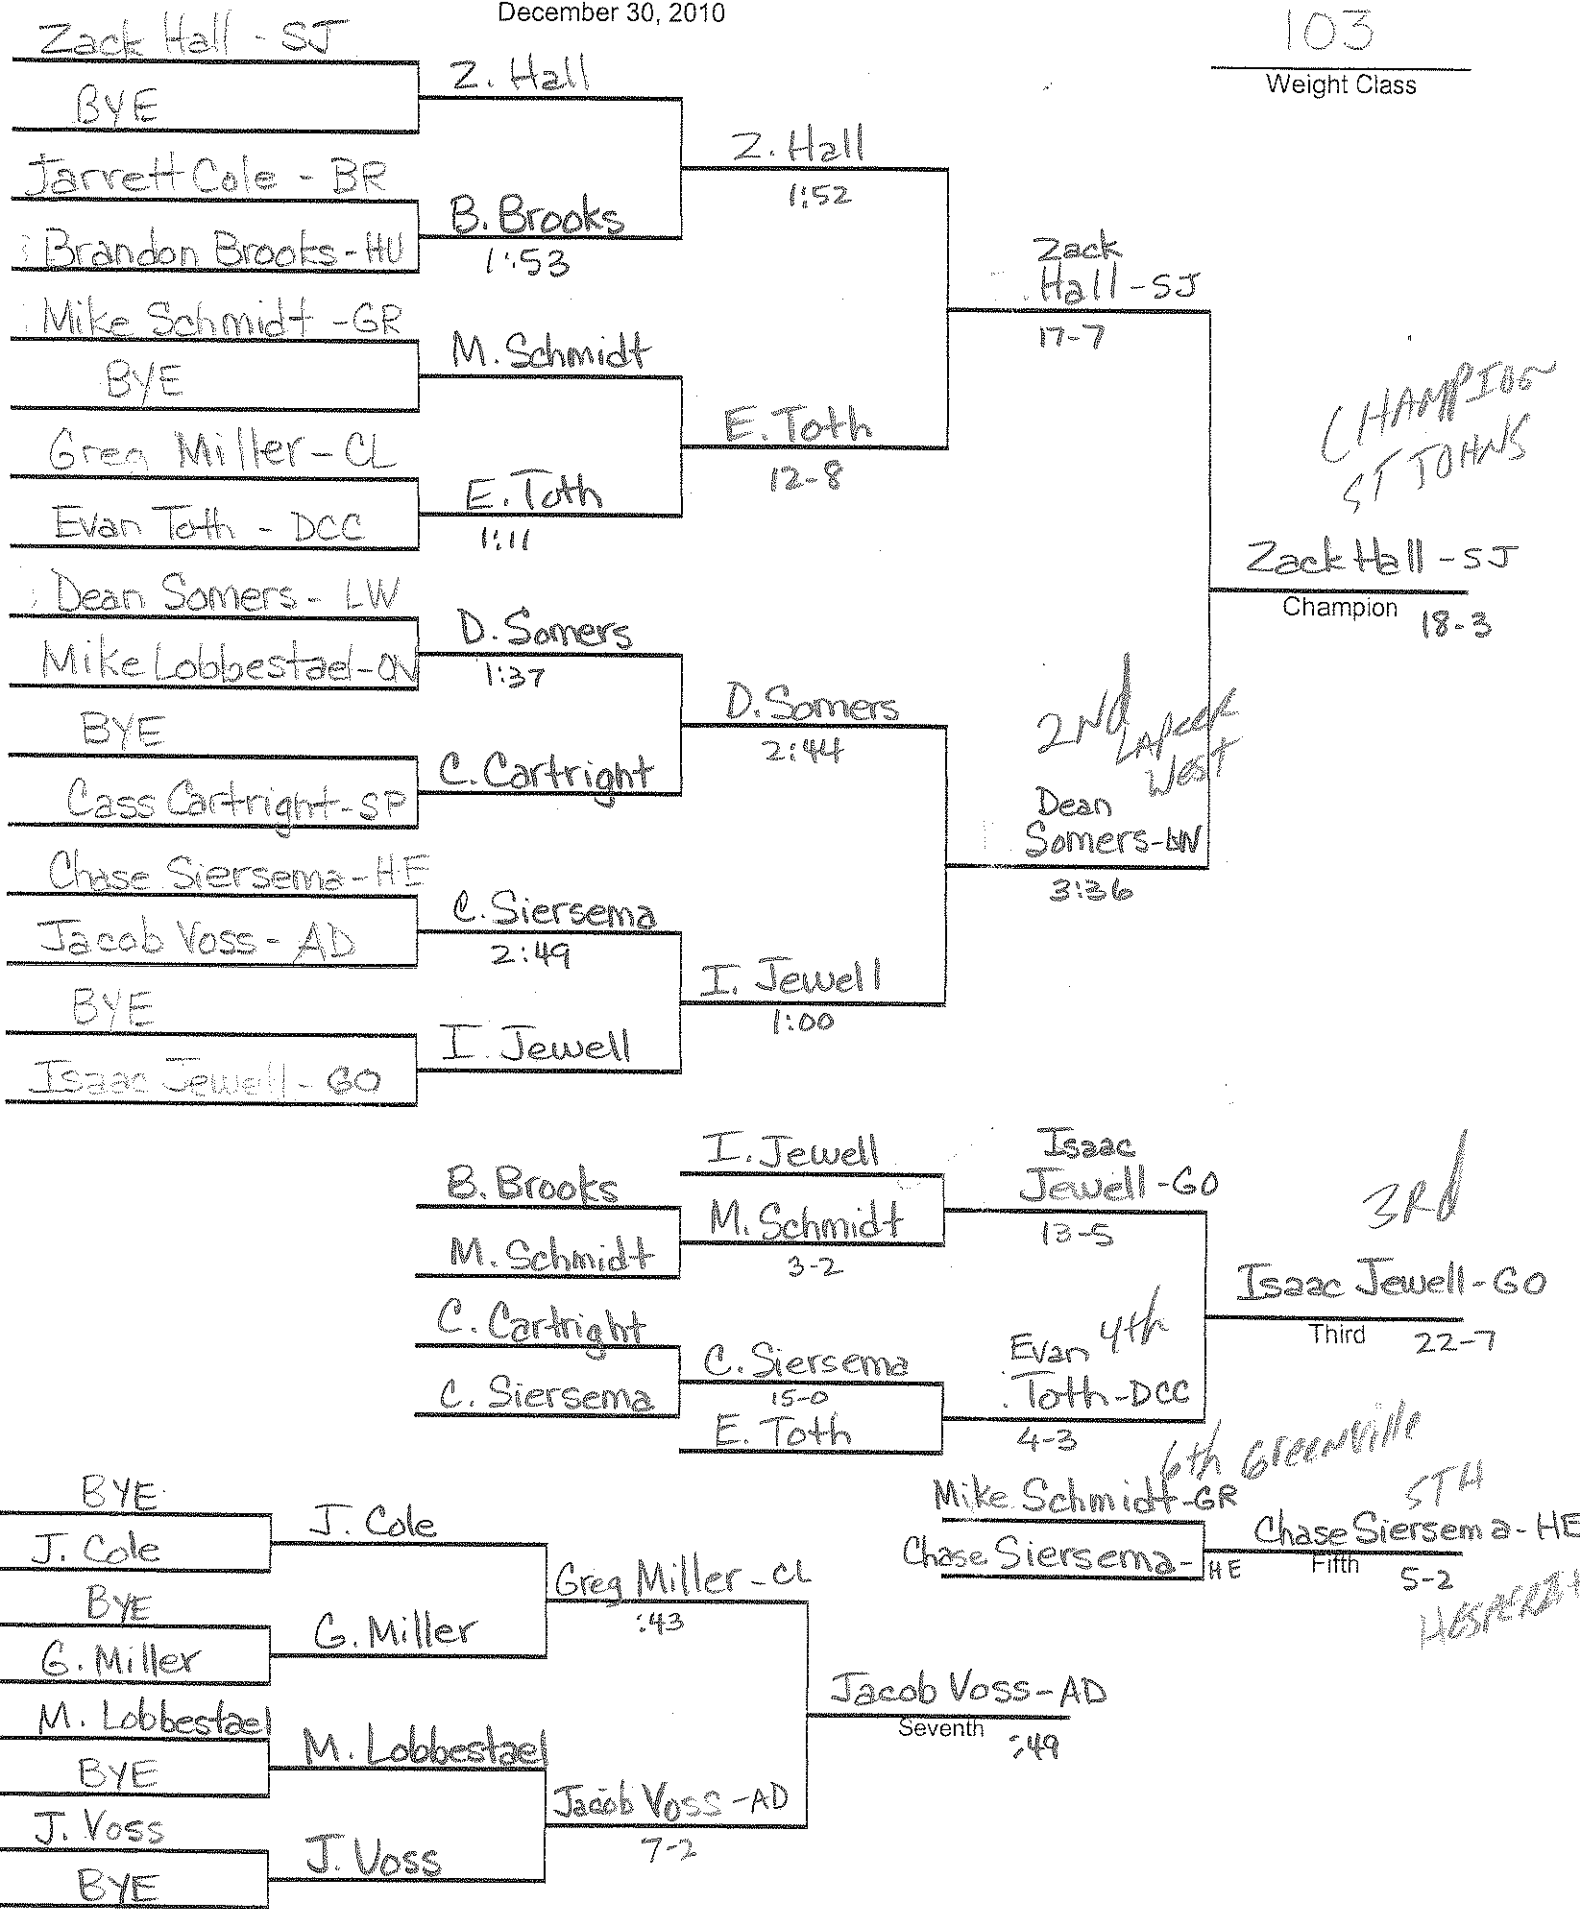 December 30, 2010
103
Weight Class
Zack Hall - SJ
BYE
Jarrett Cole - BR
Brandon Brooks - HU
Mike Schmidt - GR
BYE
Greg Miller - CL
Evan Toth - DCC
Dean Somers - LW
Mike Lobbestael - ON
BYE
Cass Cartright - SP
Chase Siersema - HE
Jacob Voss - AD
BYE
Isaac Jewell - GO
Z. Hall
B. Brooks
1:53
M. Schmidt
E. Toth
1:11
D. Somers
1:37
C. Cartright
C. Siersema
2:49
I. Jewell
Z. Hall
1:52
E. Toth
12-8
D. Somers
2:44
I. Jewell
1:00
Zack
Hall - SJ
17-7
2Nd
LAPEER
WEST
Dean
Somers - LW
3:36
CHAMPION
ST JOHNS
Zack Hall - SJ
Champion
18-3
B. Brooks
M. Schmidt
C. Cartright
C. Siersema
I. Jewell
M. Schmidt
3-2
C. Siersema
15-0
E. Toth
Isaac
Jewell - GO
13-5
Evan 4th
Toth - DCC
4-3
3Rd
Isaac Jewell - GO
Third
22-7
6th Greenville
Mike Schmidt - GR
Chase Siersema - HE
5TH
Chase Siersema - HE
Fifth
5-2
BYE
J. Cole
BYE
G. Miller
M. Lobbestael
BYE
J. Voss
BYE
J. Cole
G. Miller
M. Lobbestael
J. Voss
Greg Miller - CL
:43
Jacob Voss - AD
7-2
Jacob Voss - AD
Seventh
:49